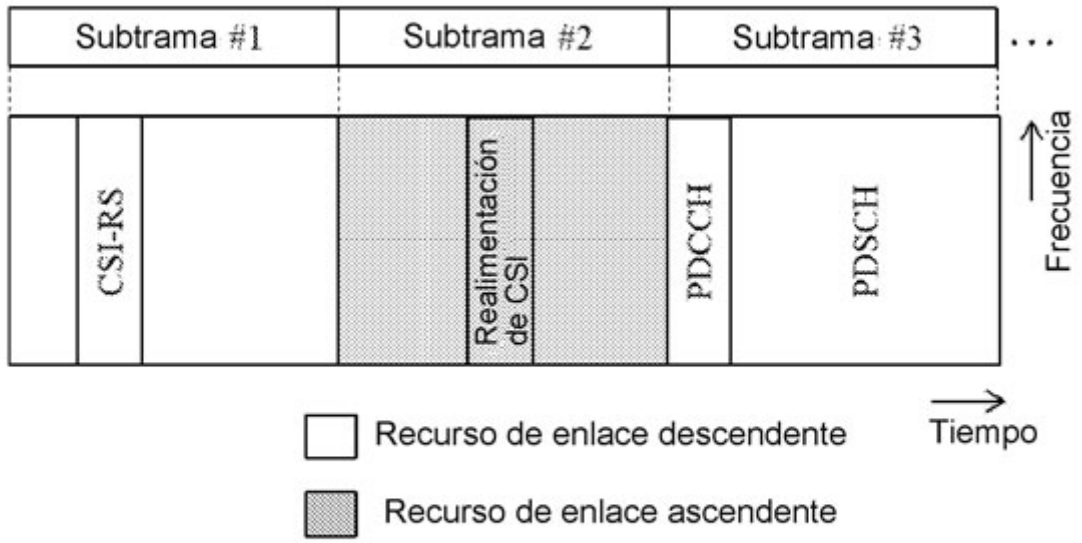 Subtrama #1 Subtrama #2 Subtrama #3 ...
CSI-RS
Realimentación
de CSI
PDCCH
PDSCH
Frecuencia
Tiempo
Recurso de enlace descendente
Recurso de enlace ascendente